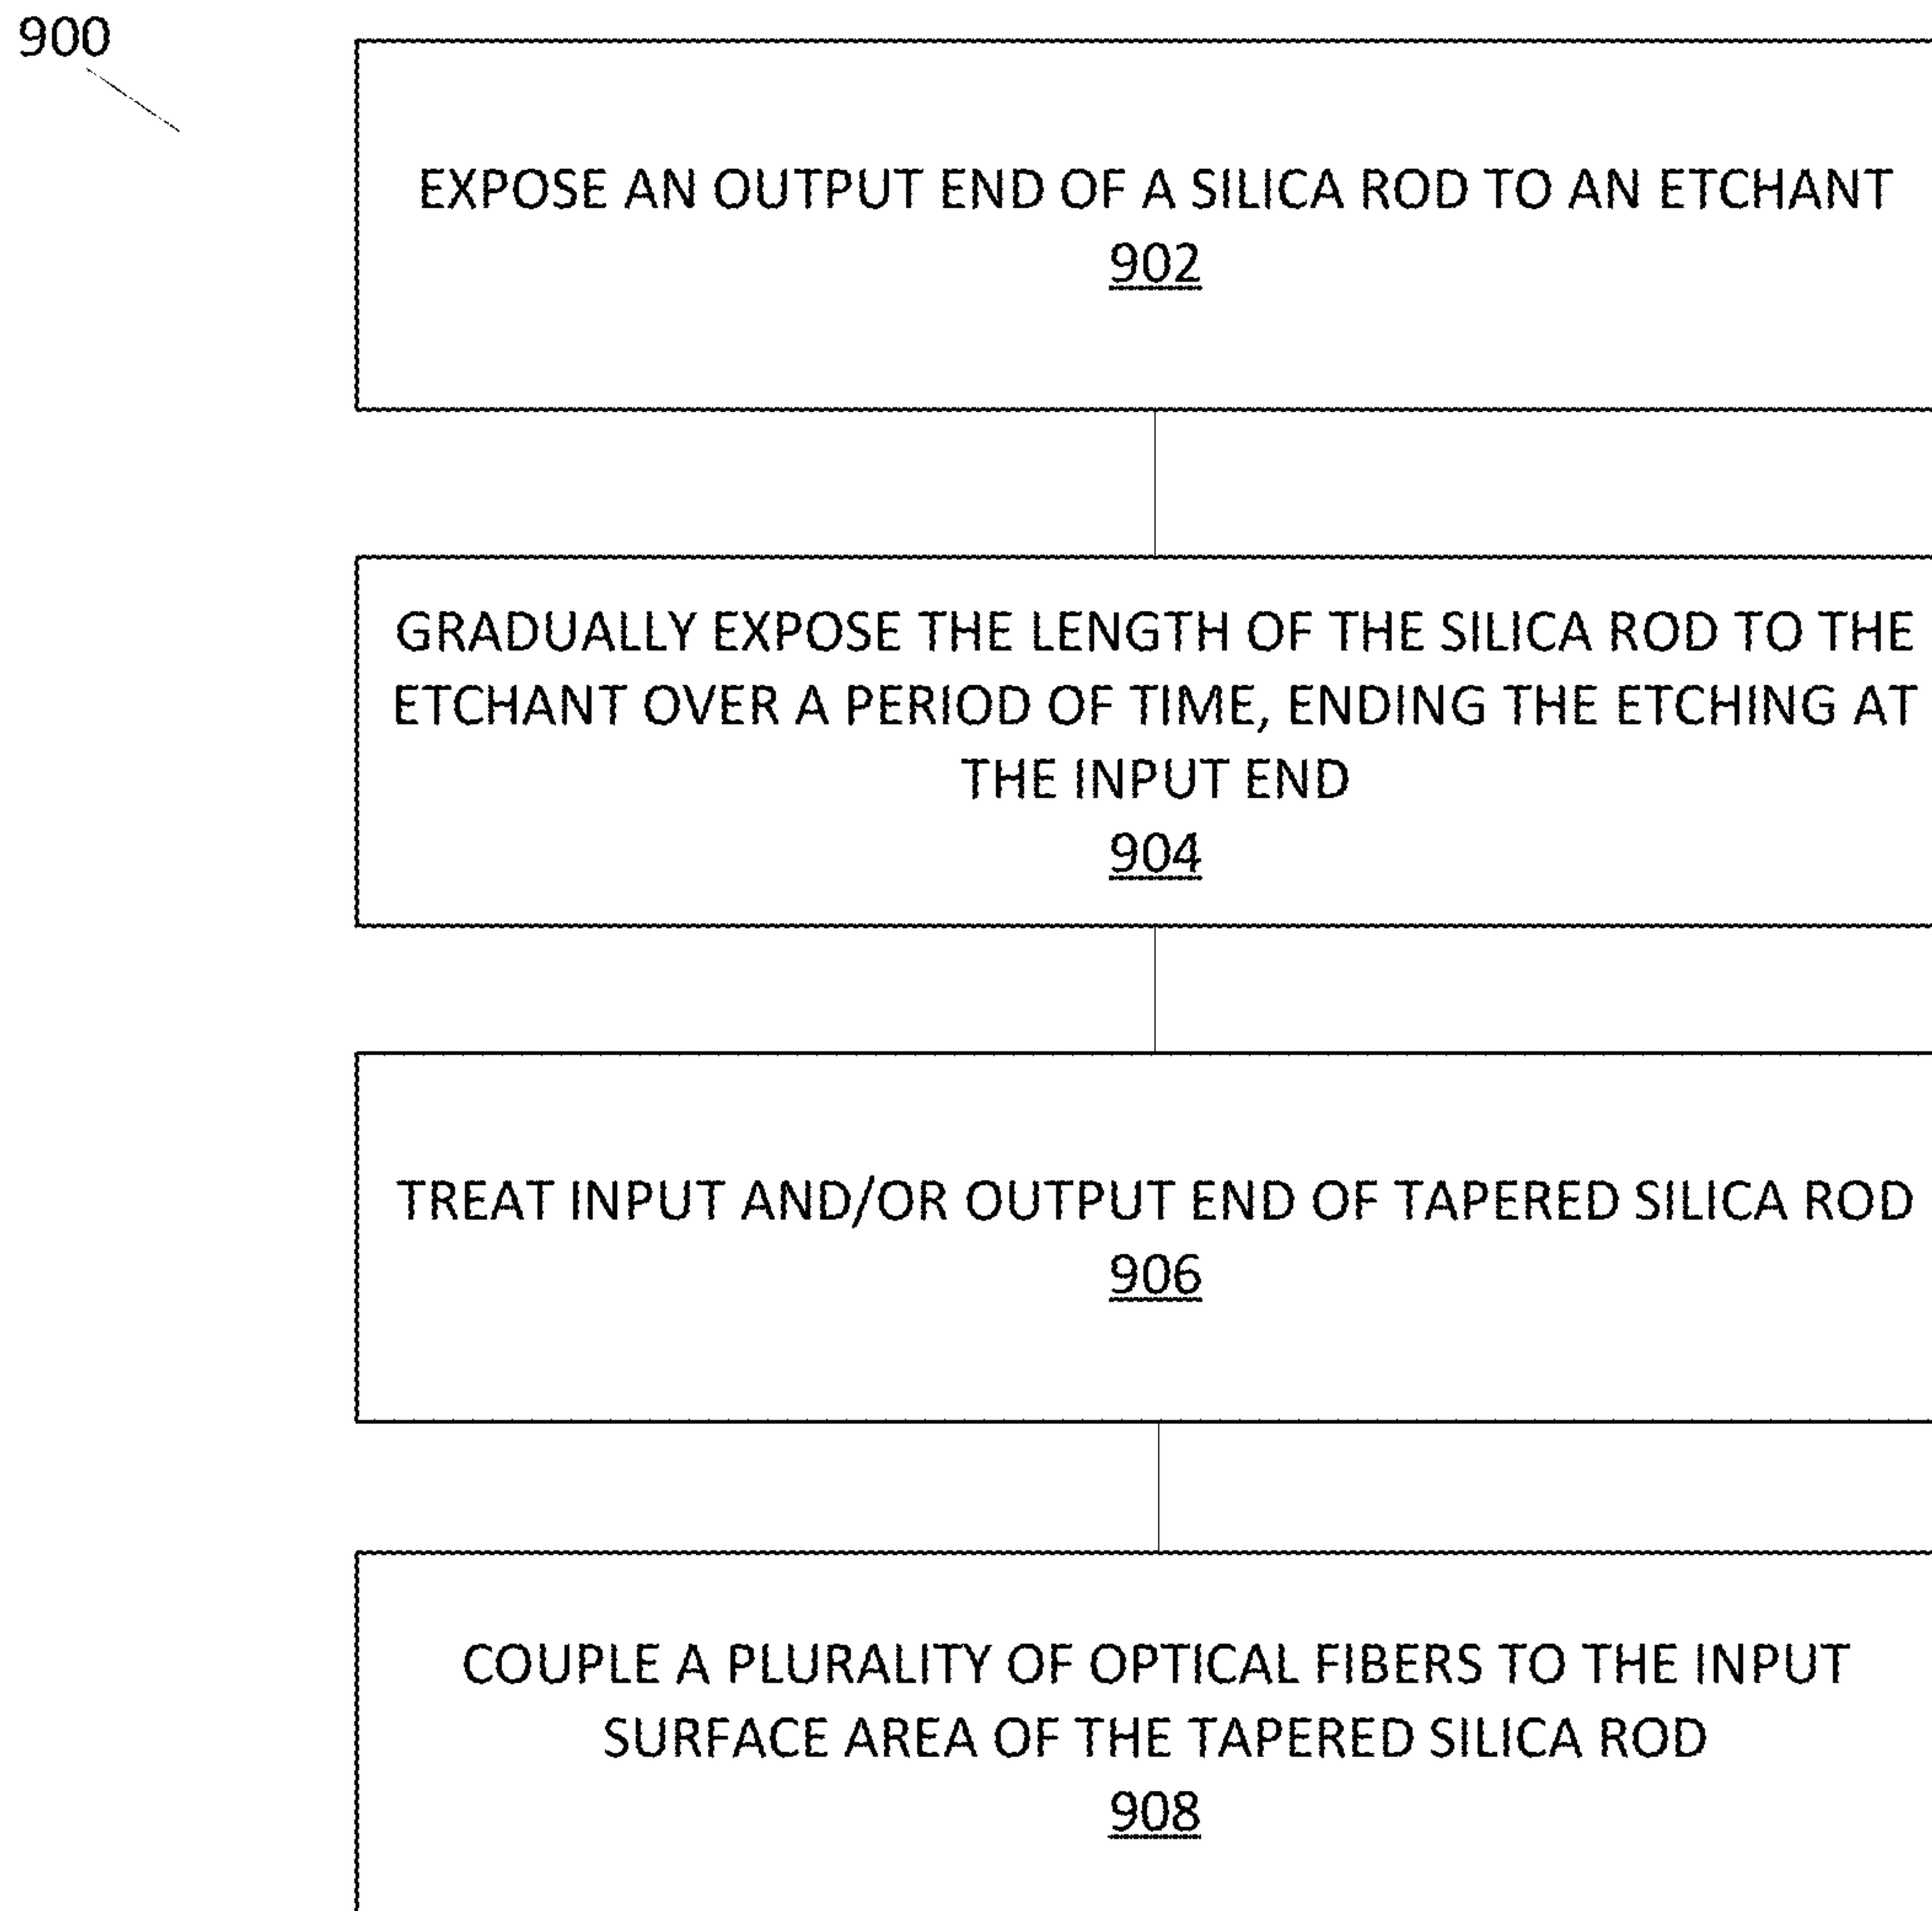 900
EXPOSE AN OUTPUT END OF A SILICA ROD TO AN ETCHANT
902
GRADUALLY EXPOSE THE LENGTH OF THE SILICA ROD TO THE
ETCHANT OVER A PERIOD OF TIME, ENDING THE ETCHING AT
THE INPUT END
904
TREAT INPUT AND/OR OUTPUT END OF TAPERED SILICA ROD
906
COUPLE A PLURALITY OF OPTICAL FIBERS TO THE INPUT
SURFACE AREA OF THE TAPERED SILICA ROD
908